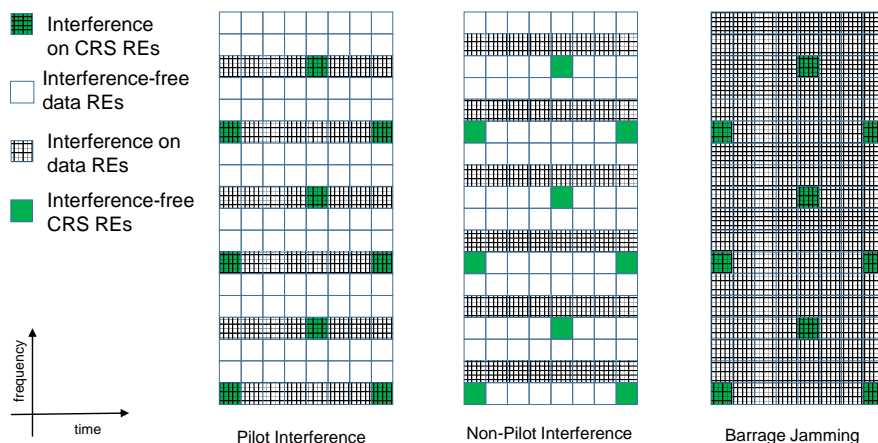 Interference
on CRS REs
Interference-free
data REs
Interference on
data REs
Interference-free
CRS REs
frequency
time
Pilot Interference
Non-Pilot Interference
Barrage Jamming